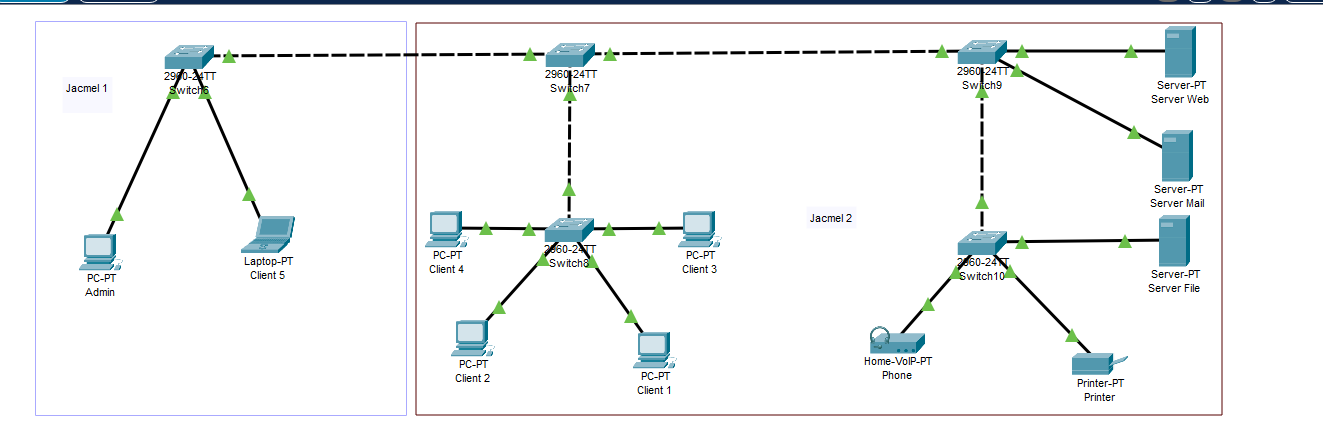 2960-24TT
Switch6
Jacmel 1
PC-PT
Admin
Laptop-PT
Client 5
2960-24TT
Switch7
2960-24TT
Switch9
Server-PT
Server Web
Server-PT
Server Mail
Jacmel 2
PC-PT
Client 4
2960-24TT
Switch8
PC-PT
Client 3
PC-PT
Client 2
PC-PT
Client 1
2960-24TT
Switch10
Server-PT
Server File
Home-VoIP-PT
Phone
Printer-PT
Printer